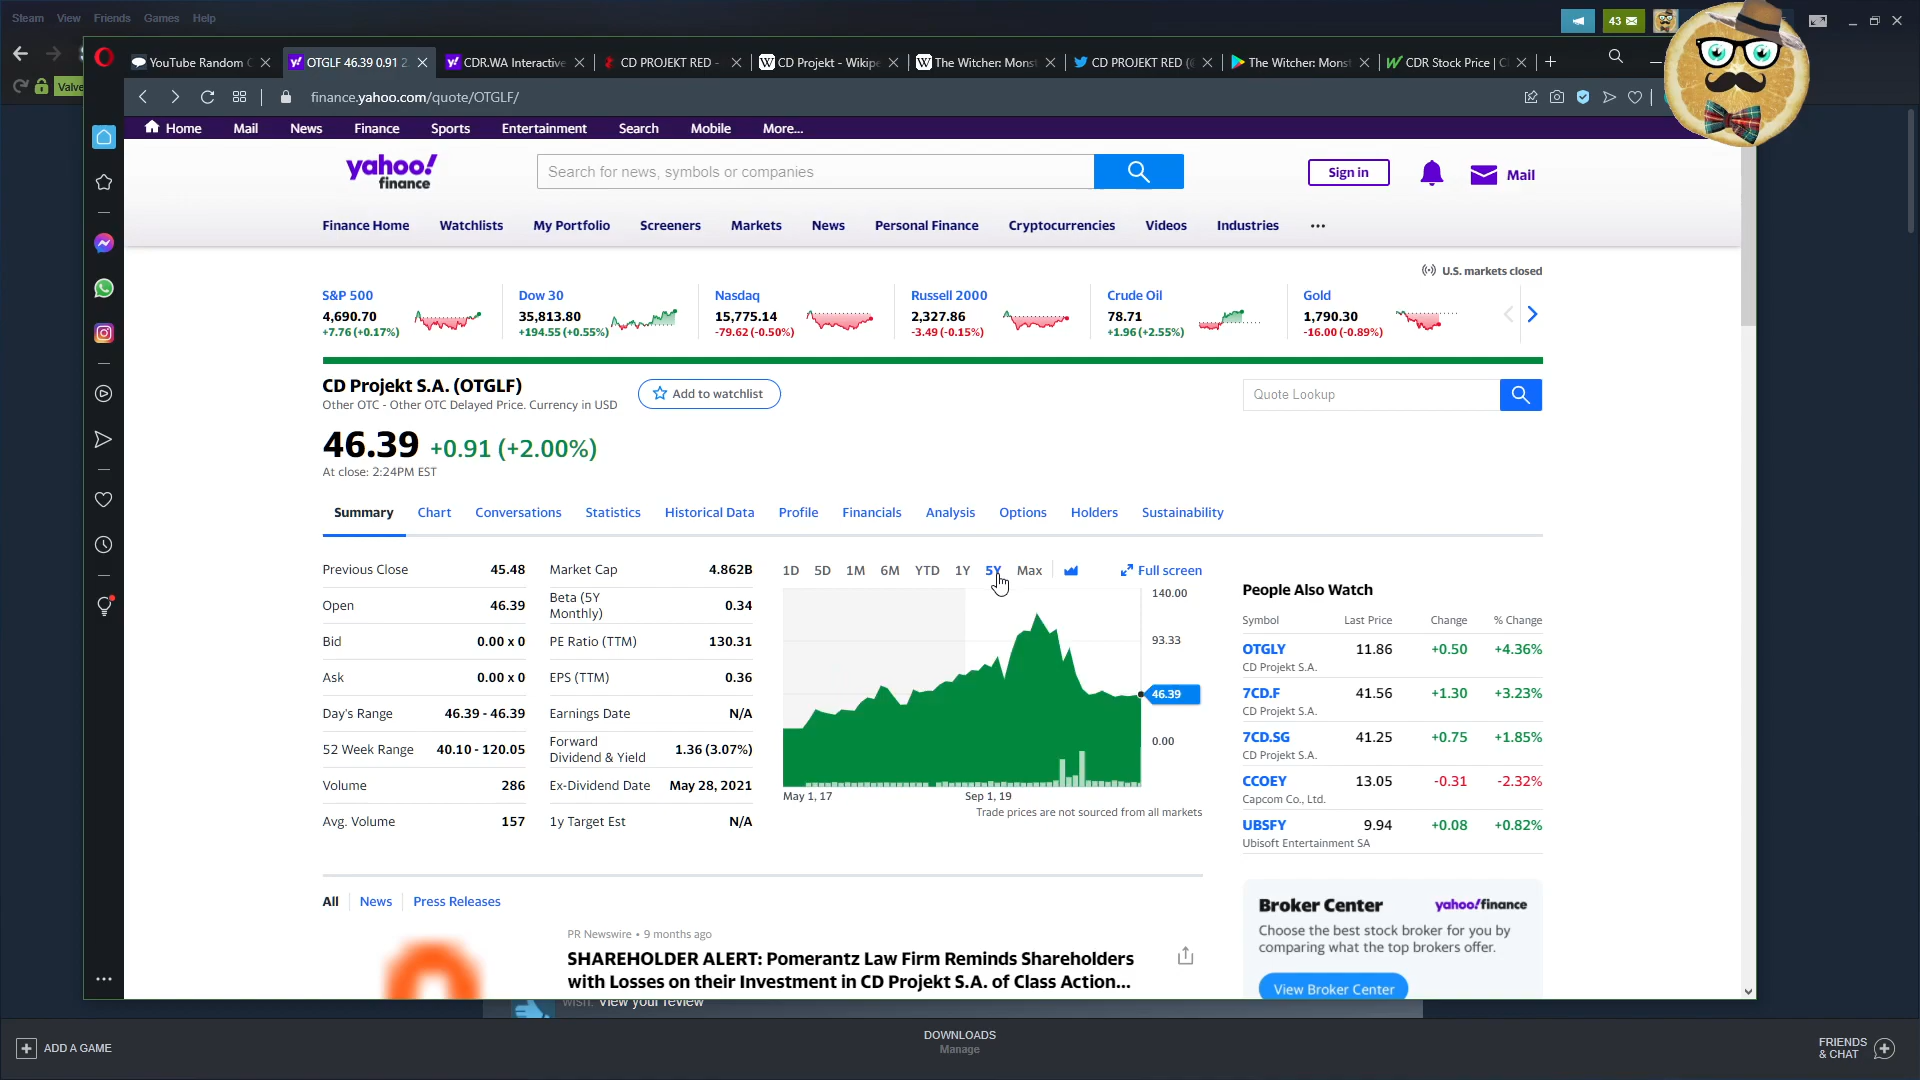 Steam View Friends Games Help
43
YouTube Random
OTGLF 46.39 0.91 2
CDR.WA Interactive
CD PROJEKT RED -
CD Projekt - Wikipe
The Witcher: Mons
CD PROJEKT RED (
The Witcher: Mons
CDR Stock Price | C
Valve
finance.yahoo.com/quote/OTGLF/
Home Mail News Finance Sports Entertainment Search Mobile More...
yahoo!
finance
Search for news, symbols or companies
Sign in
Mail
Finance Home Watchlists My Portfolio Screeners Markets News Personal Finance Cryptocurrencies Videos Industries ...
U.S. markets closed
S&P 500
4,690.70
+7.76 (+0.17%)
Dow 30
35,813.80
+194.55 (+0.55%)
Nasdaq
15,775.14
-79.62 (-0.50%)
Russell 2000
2,327.86
-3.49 (-0.15%)
Crude Oil
78.71
+1.96 (+2.55%)
Gold
1,790.30
-16.00 (-0.89%)
CD Projekt S.A. (OTGLF)
Other OTC - Other OTC Delayed Price. Currency in USD
Add to watchlist
Quote Lookup
46.39 +0.91 (+2.00%)
At close: 2:24PM EST
Summary Chart Conversations Statistics Historical Data Profile Financials Analysis Options Holders Sustainability
Previous Close 45.48
Open 46.39
Bid 0.00 x 0
Ask 0.00 x 0
Day's Range 46.39 - 46.39
52 Week Range 40.10 - 120.05
Volume 286
Avg. Volume 157
Market Cap 4.862B
Beta (5Y
Monthly) 0.34
PE Ratio (TTM) 130.31
EPS (TTM) 0.36
Earnings Date N/A
Forward
Dividend & Yield 1.36 (3.07%)
Ex-Dividend Date May 28, 2021
1y Target Est N/A
1D 5D 1M 6M YTD 1Y 5Y Max Full screen
140.00
93.33
46.39
0.00
May 1, 17 Sep 1, 19
Trade prices are not sourced from all markets
People Also Watch
Symbol Last Price Change % Change
OTGLY 11.86 +0.50 +4.36%
CD Projekt S.A.
7CD.F 41.56 +1.30 +3.23%
CD Projekt S.A.
7CD.SG 41.25 +0.75 +1.85%
CD Projekt S.A.
CCOEY 13.05 -0.31 -2.32%
Capcom Co., Ltd.
UBSFY 9.94 +0.08 +0.82%
Ubisoft Entertainment SA
All News Press Releases
PR Newswire • 9 months ago
SHAREHOLDER ALERT: Pomerantz Law Firm Reminds Shareholders
with Losses on their Investment in CD Projekt S.A. of Class Action...
Broker Center yahoo!finance
Choose the best stock broker for you by
comparing what the top brokers offer.
View Broker Center
wish. View your review
ADD A GAME
DOWNLOADS
Manage
FRIENDS
& CHAT